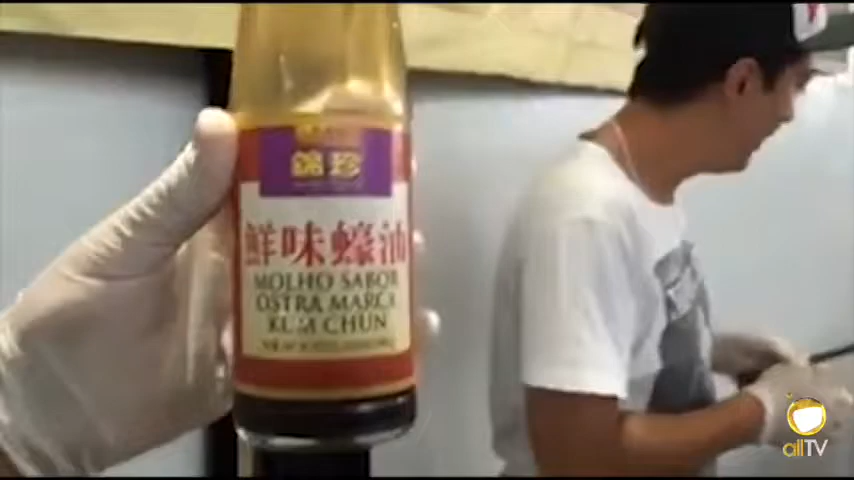 錦珍
鮮味蠔油
MOLHO SABOR
OSTRA MARCA
KUM CHUN
allTV